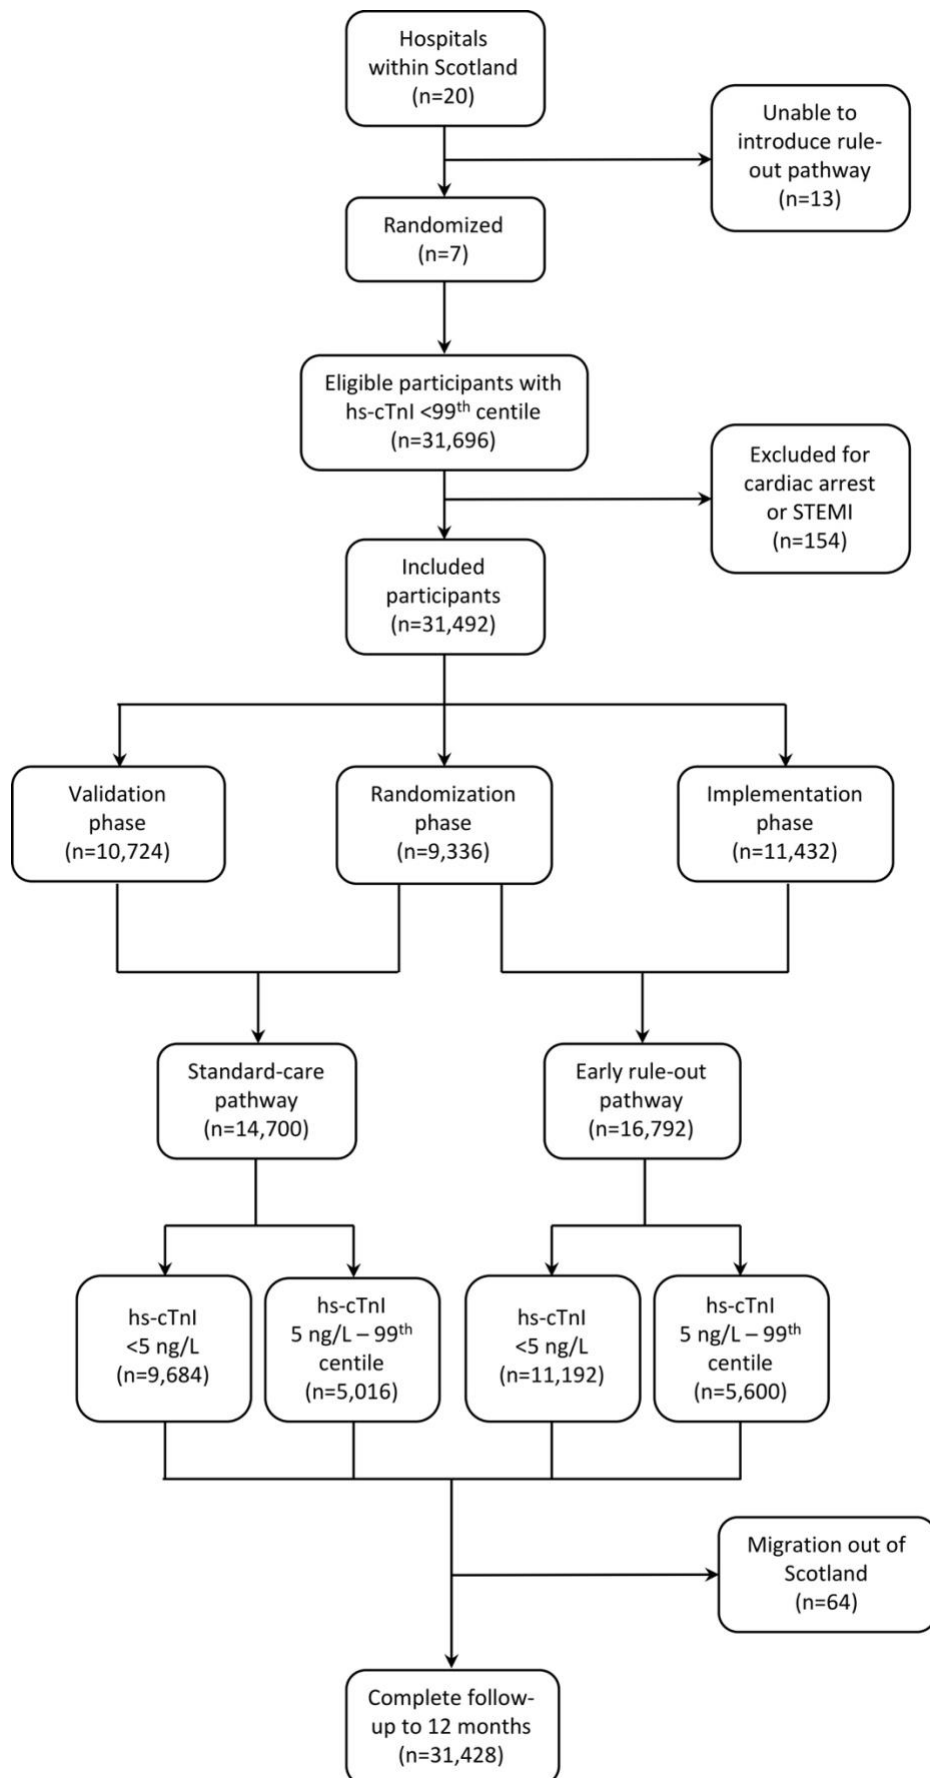 Hospitals
within Scotland
(n=20)
Unable to
introduce rule-
out pathway
(n=13)
Randomized
(n=7)
Eligible participants with
hs-cTnI <99th centile
(n=31,696)
Excluded for
cardiac arrest
or STEMI
(n=154)
Included
participants
(n=31,492)
Validation
phase
(n=10,724)
Randomization
phase
(n=9,336)
Implementation
phase
(n=11,432)
Standard-care
pathway
(n=14,700)
Early rule-out
pathway
(n=16,792)
hs-cTnI
<5 ng/L
(n=9,684)
hs-cTnI
5 ng/L – 99th
centile
(n=5,016)
hs-cTnI
<5 ng/L
(n=11,192)
hs-cTnI
5 ng/L – 99th
centile
(n=5,600)
Migration out of
Scotland
(n=64)
Complete follow-
up to 12 months
(n=31,428)